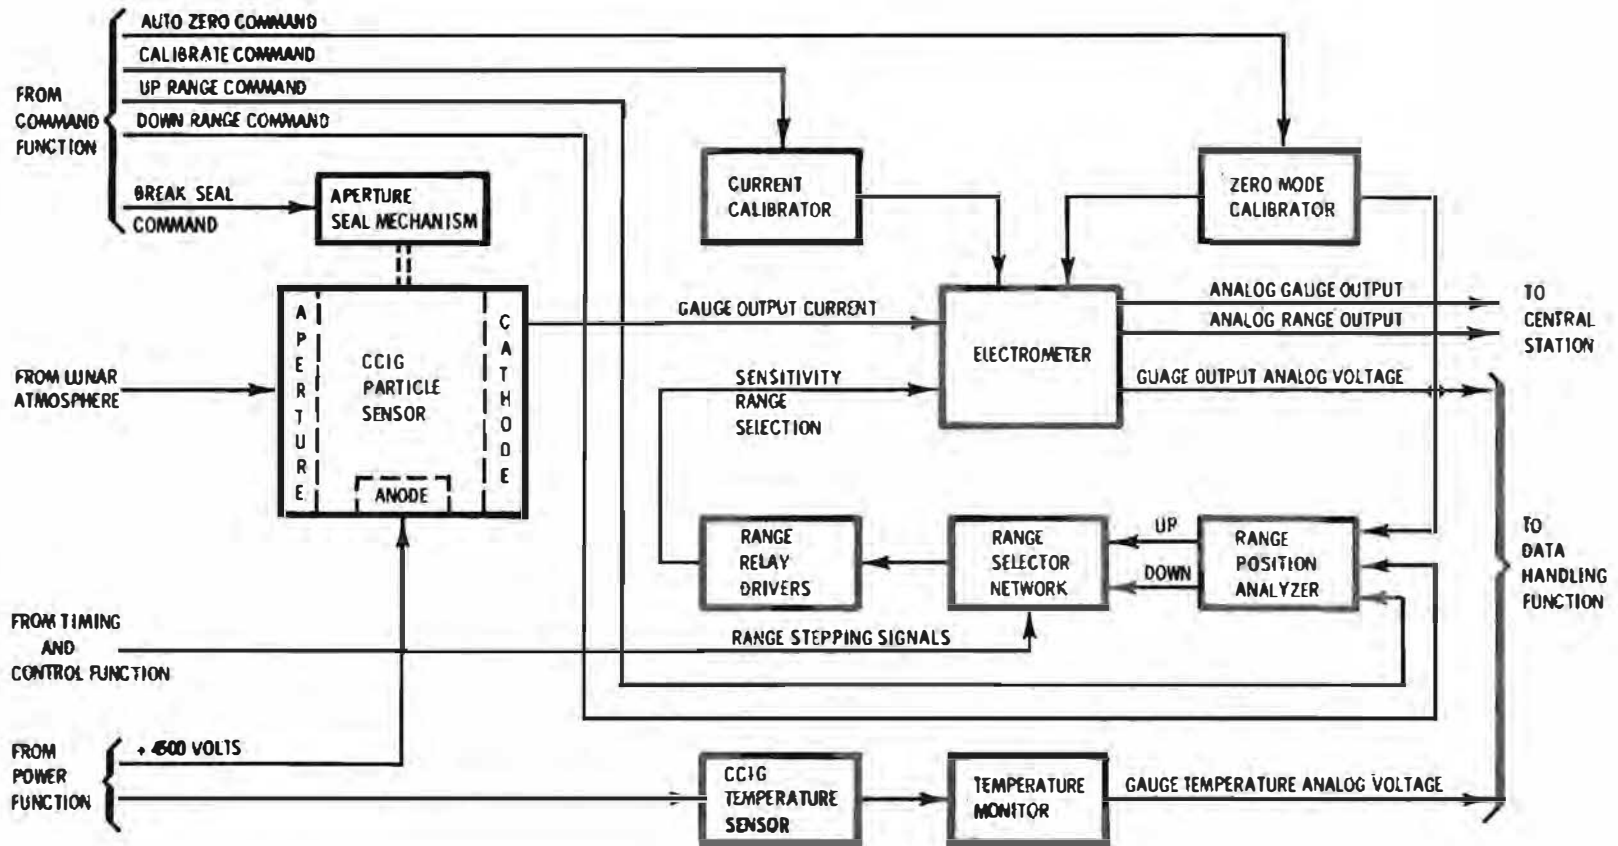 AUTO ZERO COMMAND
CALIBRATE COMMAND
UP RANGE COMMAND
DOWN RANGE COMMAND
FROM
COMMAND
FUNCTION
BREAK SEAL
COMMAND
APERTURE
SEAL MECHANISM
CURRENT
CALIBRATOR
ZERO MODE
CALIBRATOR
FROM LUNAR
ATMOSPHERE
APERTURE
CCIG
PARTICLE
SENSOR
CATHODE
ANODE
GAUGE OUTPUT CURRENT
SENSITIVITY
RANGE
SELECTION
ELECTROMETER
ANALOG GAUGE OUTPUT
ANALOG RANGE OUTPUT
GUAGE OUTPUT ANALOG VOLTAGE
TO
CENTRAL
STATION
RANGE
RELAY
DRIVERS
RANGE
SELECTOR
NETWORK
UP
DOWN
RANGE
POSITION
ANALYZER
TO
DATA
HANDLING
FUNCTION
FROM TIMING
AND
CONTROL FUNCTION
RANGE STEPPING SIGNALS
FROM
POWER
FUNCTION
+ 4500 VOLTS
CCIG
TEMPERATURE
SENSOR
TEMPERATURE
MONITOR
GAUGE TEMPERATURE ANALOG VOLTAGE